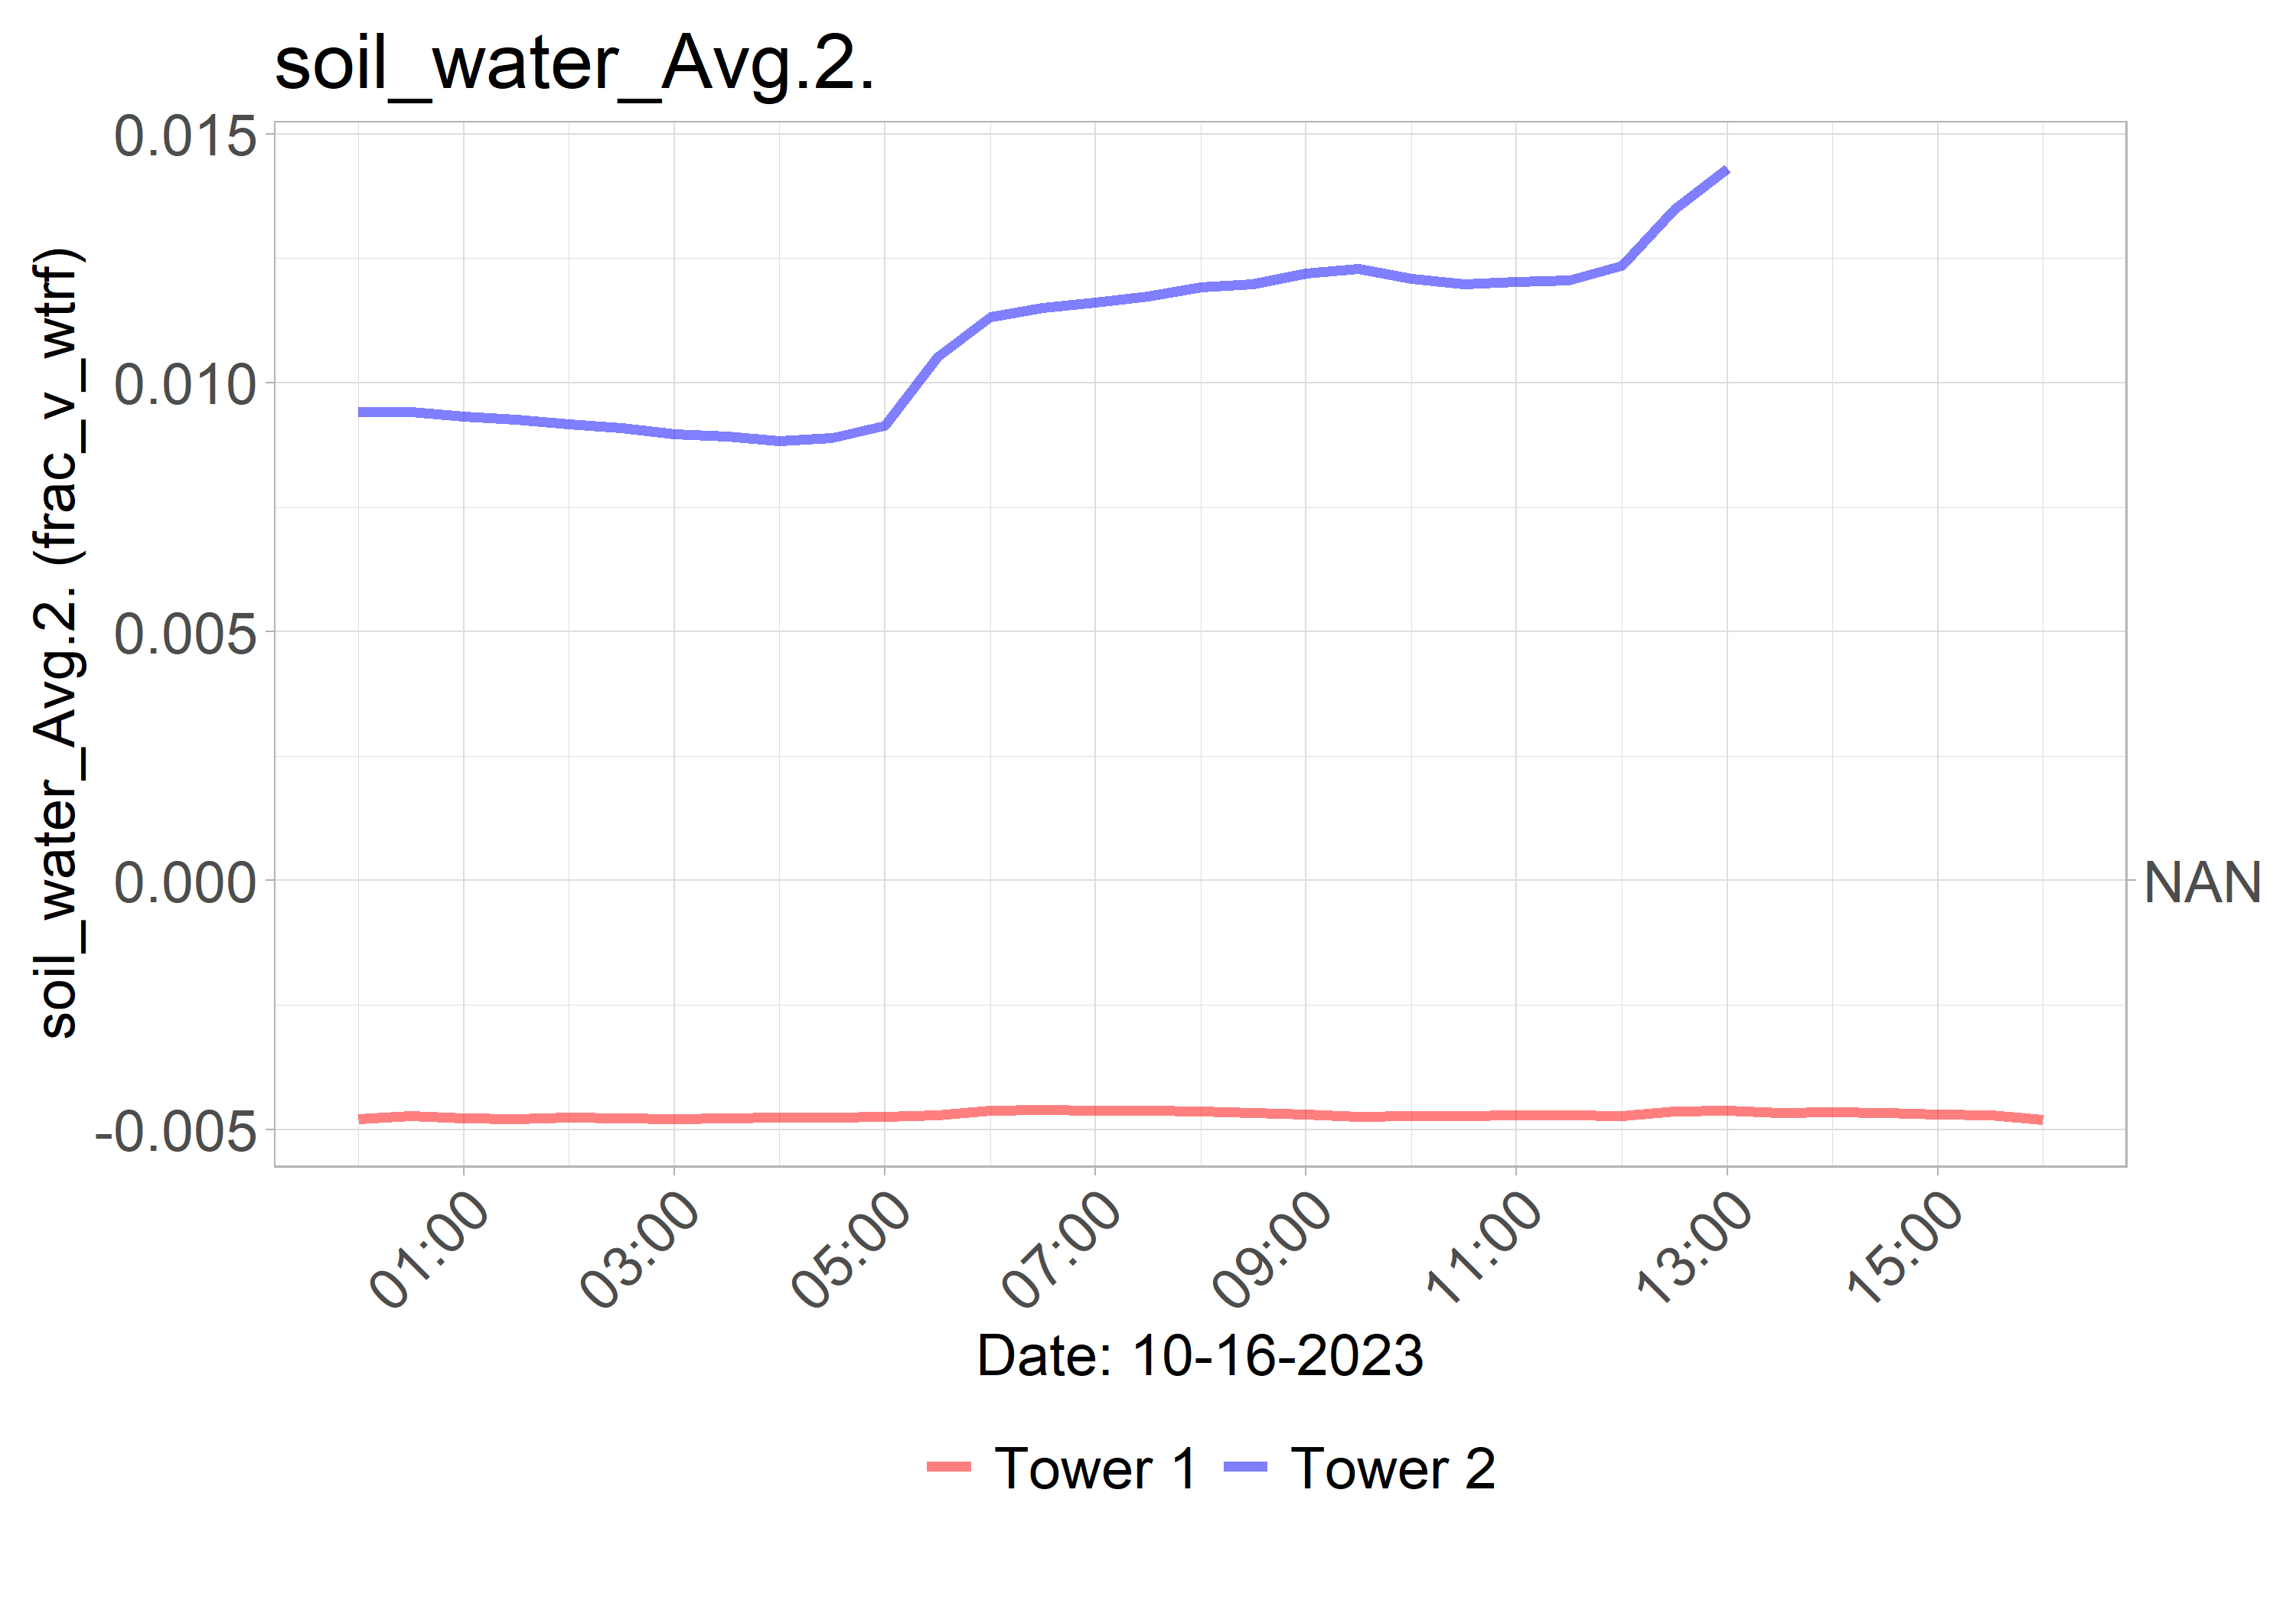 soil_water_Avg.2.
soil_water_Avg.2. (frac_v_wtrf)
0.015
0.010
0.005
0.000
-0.005
NAN
01:00
03:00
05:00
07:00
09:00
11:00
13:00
15:00
Date: 10-16-2023
Tower 1
Tower 2